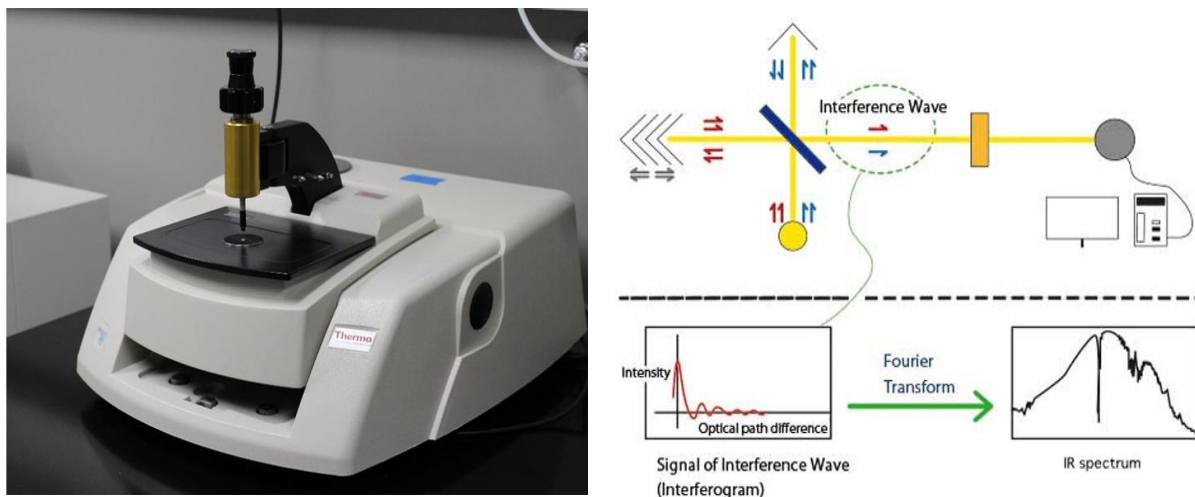 Thermo
Interference Wave
Intensity
Optical path difference
Fourier
Transform
Signal of Interference Wave
(Interferogram)
IR spectrum